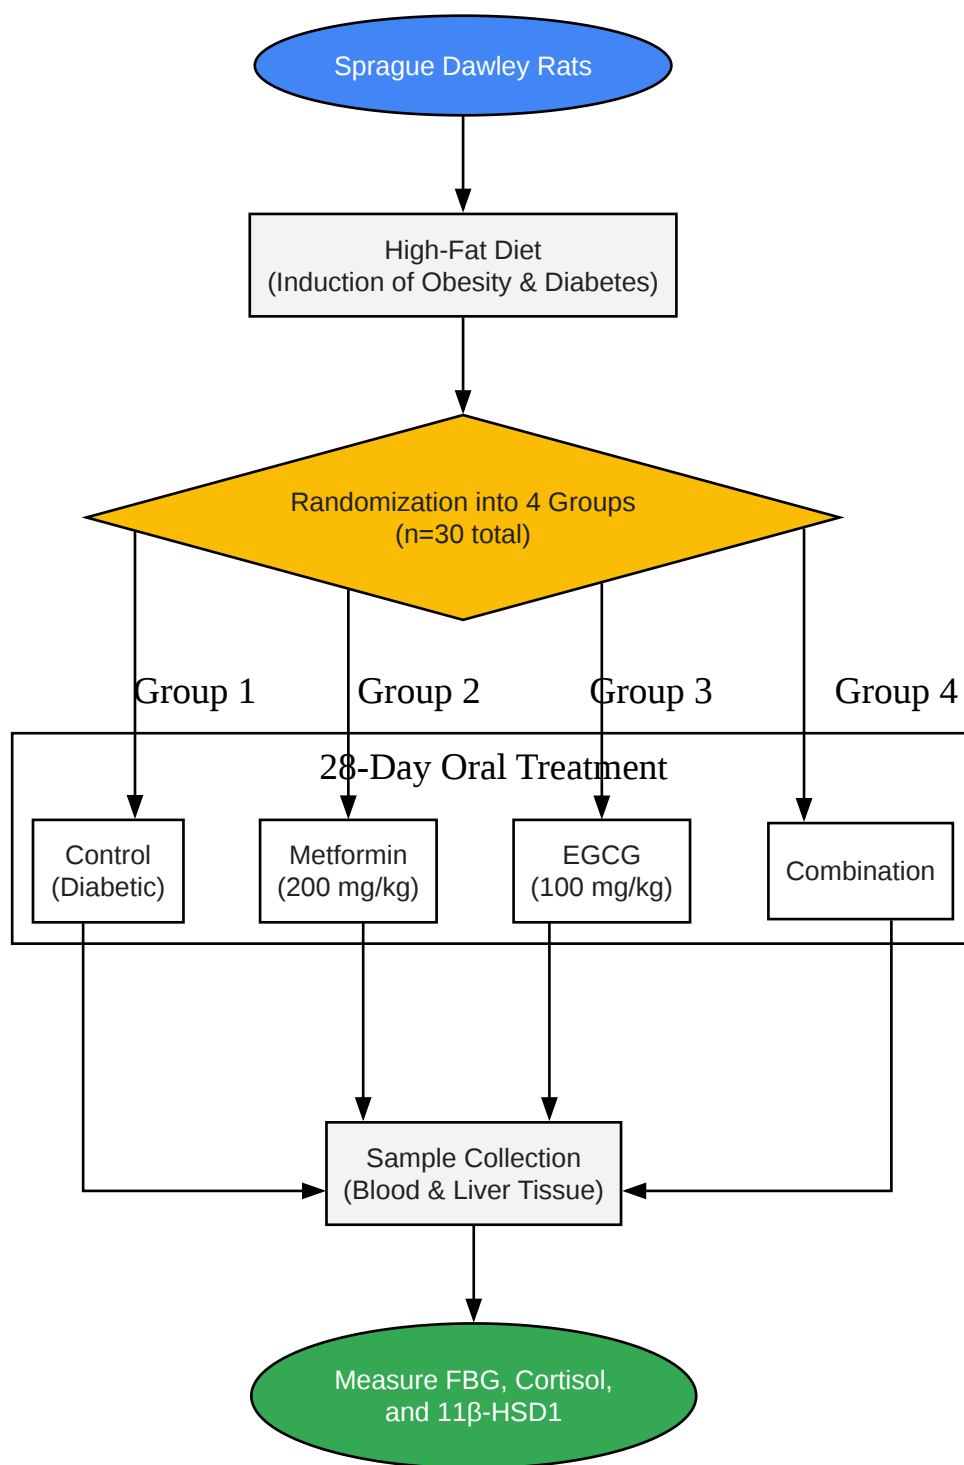 Sprague Dawley Rats
High-Fat Diet
(Induction of Obesity & Diabetes)
Randomization into 4 Groups
(n=30 total)
Group 1
Group 2
Group 3
Group 4
28-Day Oral Treatment
Control
(Diabetic)
Metformin
(200 mg/kg)
EGCG
(100 mg/kg)
Combination
Sample Collection
(Blood & Liver Tissue)
Measure FBG, Cortisol,
and 11β-HSD1